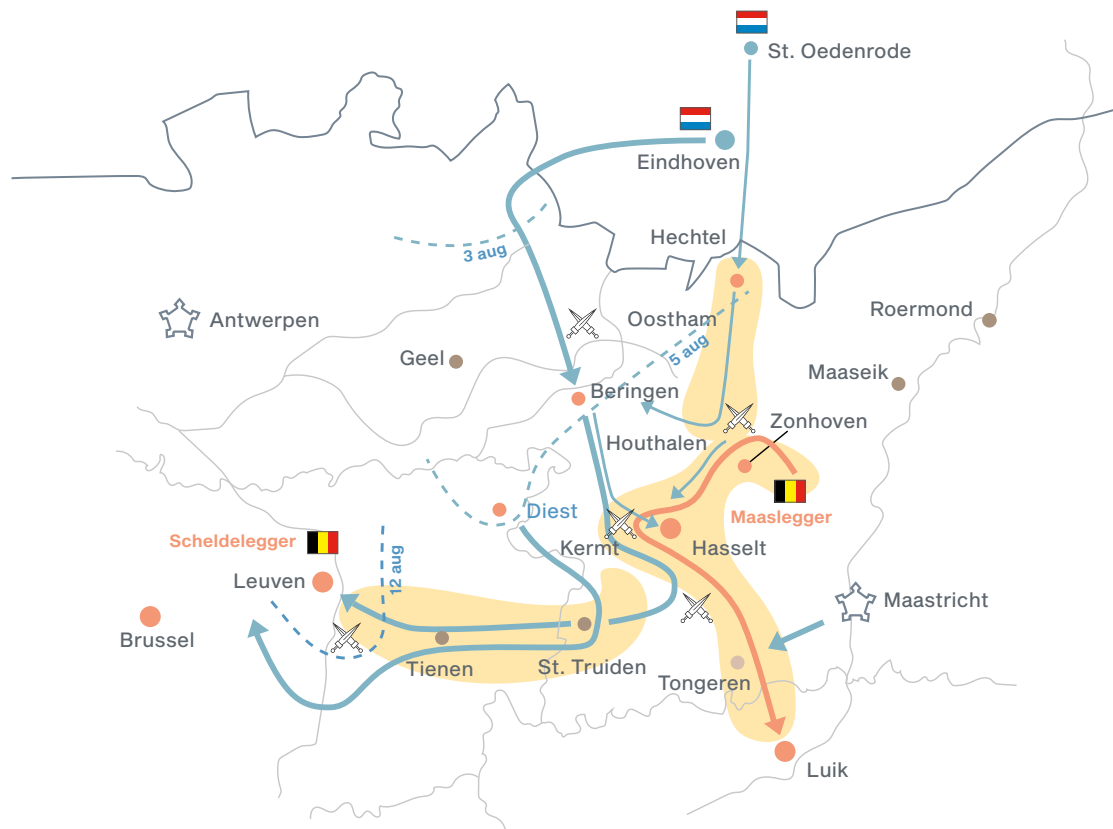 St. Oedenrode
Eindhoven
Hechtel
3 aug
Roermond
Antwerpen
Oostham
5 aug
Geel
Maaseik
Beringen
Zonhoven
Houthalen
Diest
Maaslegger
Scheldelegger
Kermt
Hasselt
12 aug
Leuven
Maastricht
Brussel
Tienen
St. Truiden
Tongeren
Luik